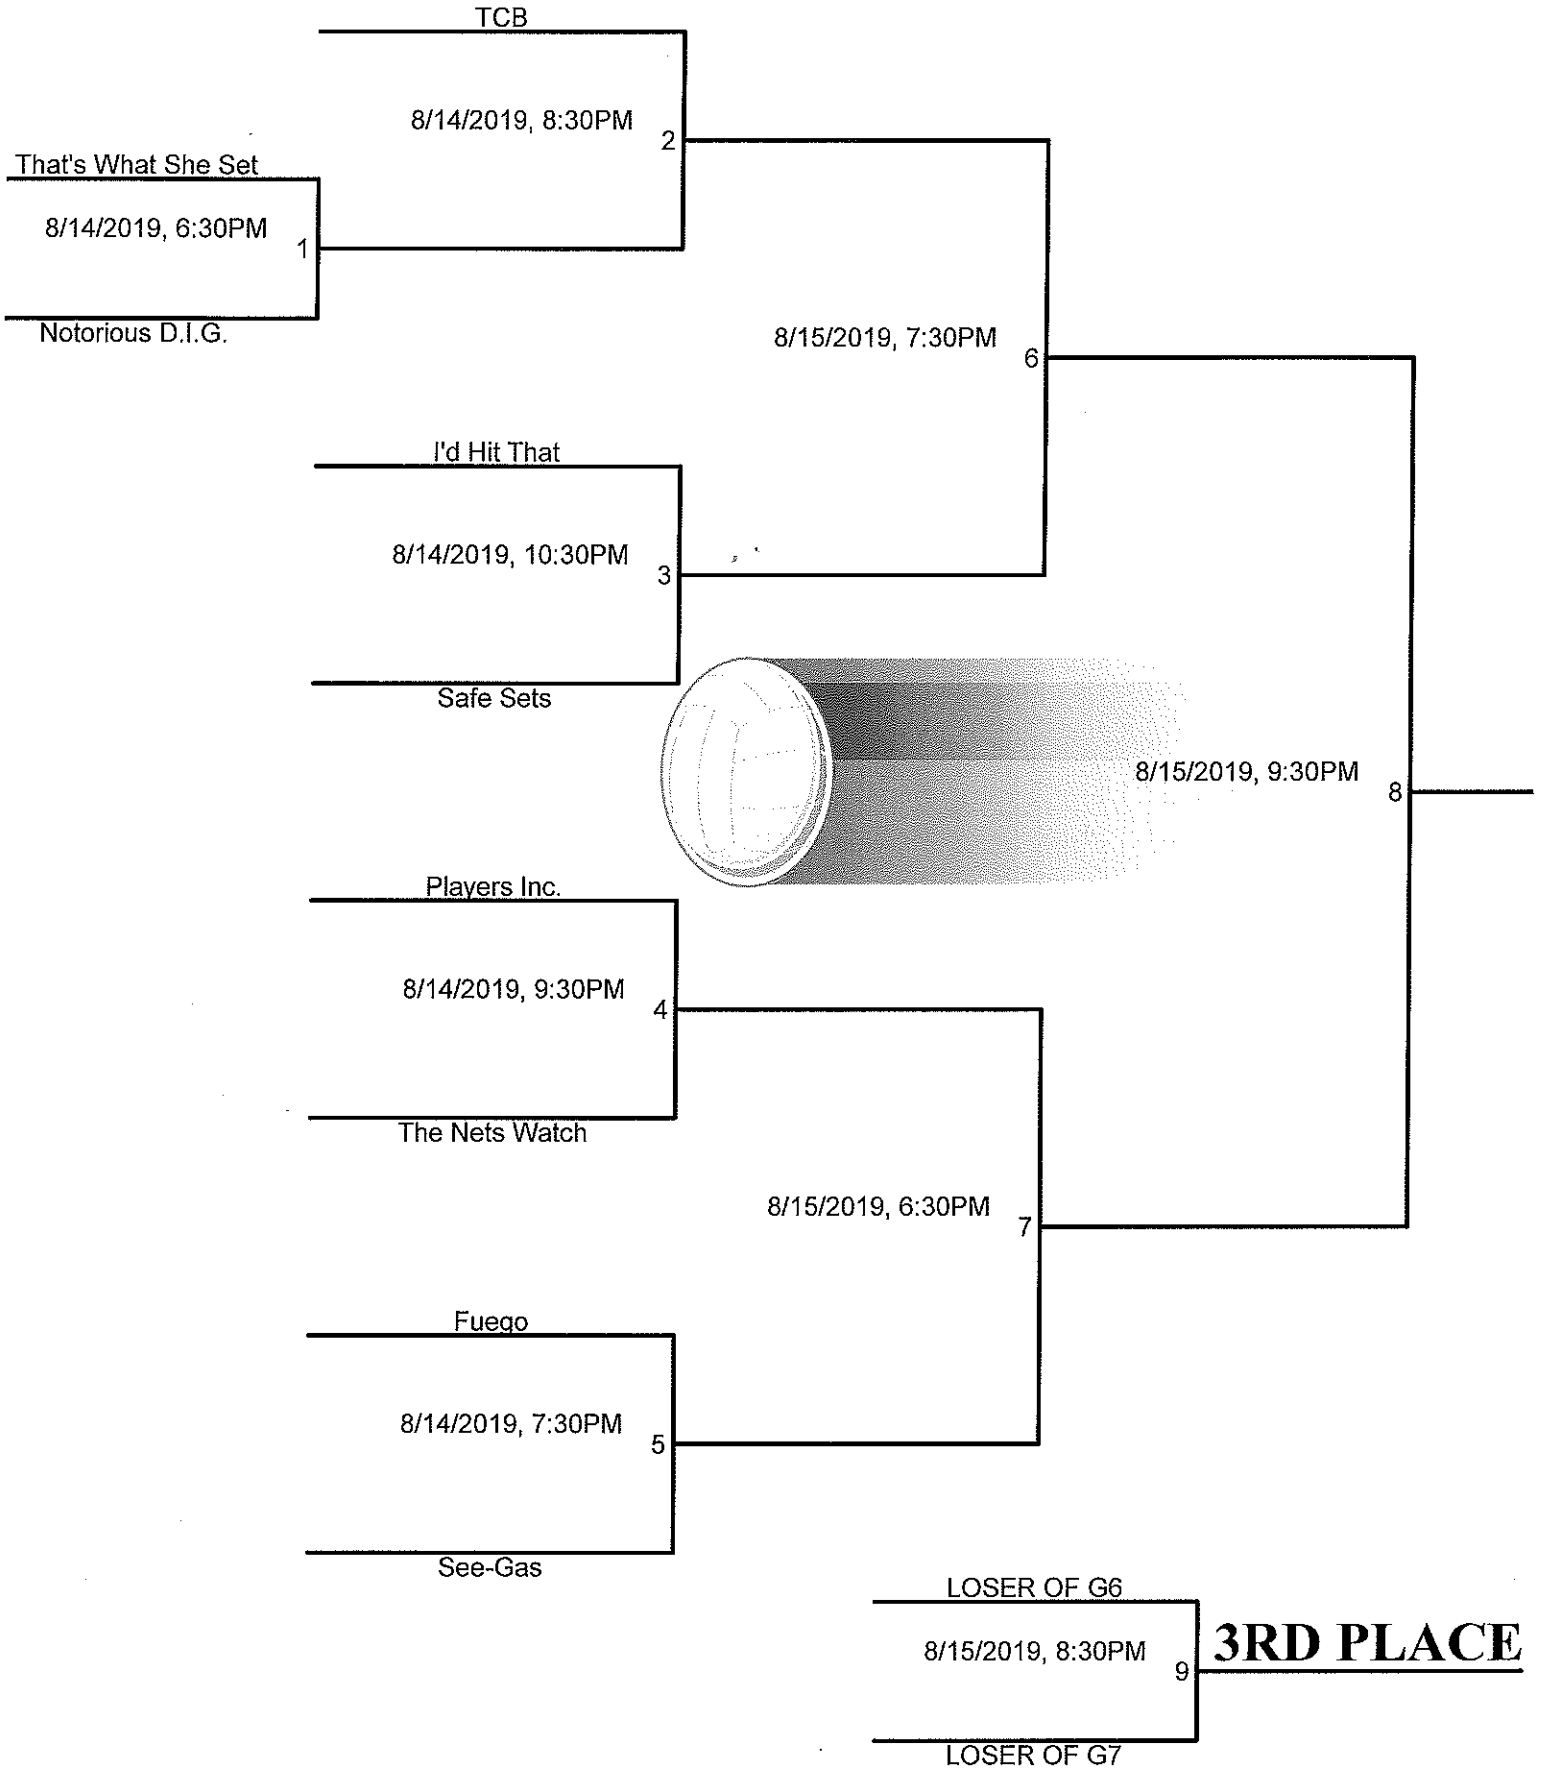 TCB
8/14/2019, 8:30PM
2
That's What She Set
8/14/2019, 6:30PM
1
Notorious D.I.G.
8/15/2019, 7:30PM
6
I'd Hit That
8/14/2019, 10:30PM
3
Safe Sets
8/15/2019, 9:30PM
8
Players Inc.
8/14/2019, 9:30PM
4
The Nets Watch
8/15/2019, 6:30PM
7
Fuego
8/14/2019, 7:30PM
5
See-Gas
LOSER OF G6
8/15/2019, 8:30PM
9
3RD PLACE
LOSER OF G7